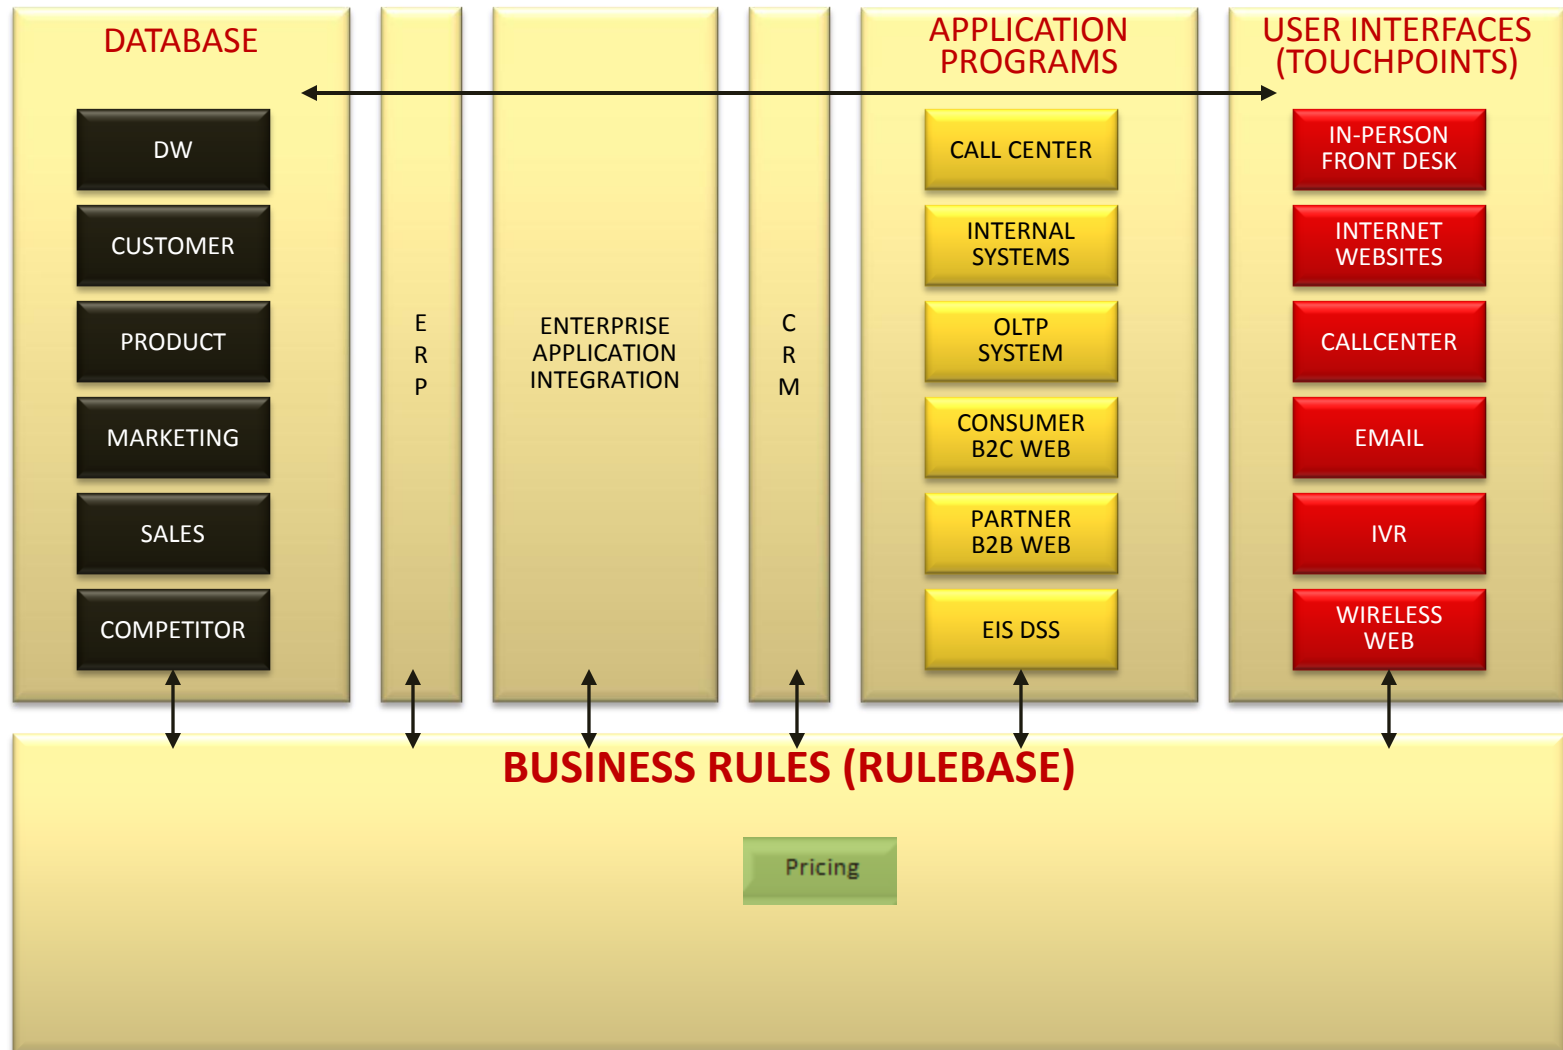 DATABASE
DW
CUSTOMER
PRODUCT
MARKETING
SALES
COMPETITOR
E
R
P
ENTERPRISE
APPLICATION
INTEGRATION
C
R
M
APPLICATION
PROGRAMS
CALL CENTER
INTERNAL
SYSTEMS
OLTP
SYSTEM
CONSUMER
B2C WEB
PARTNER
B2B WEB
EIS DSS
USER INTERFACES
(TOUCHPOINTS)
IN-PERSON
FRONT DESK
INTERNET
WEBSITES
CALLCENTER
EMAIL
IVR
WIRELESS
WEB
BUSINESS RULES (RULEBASE)
Pricing